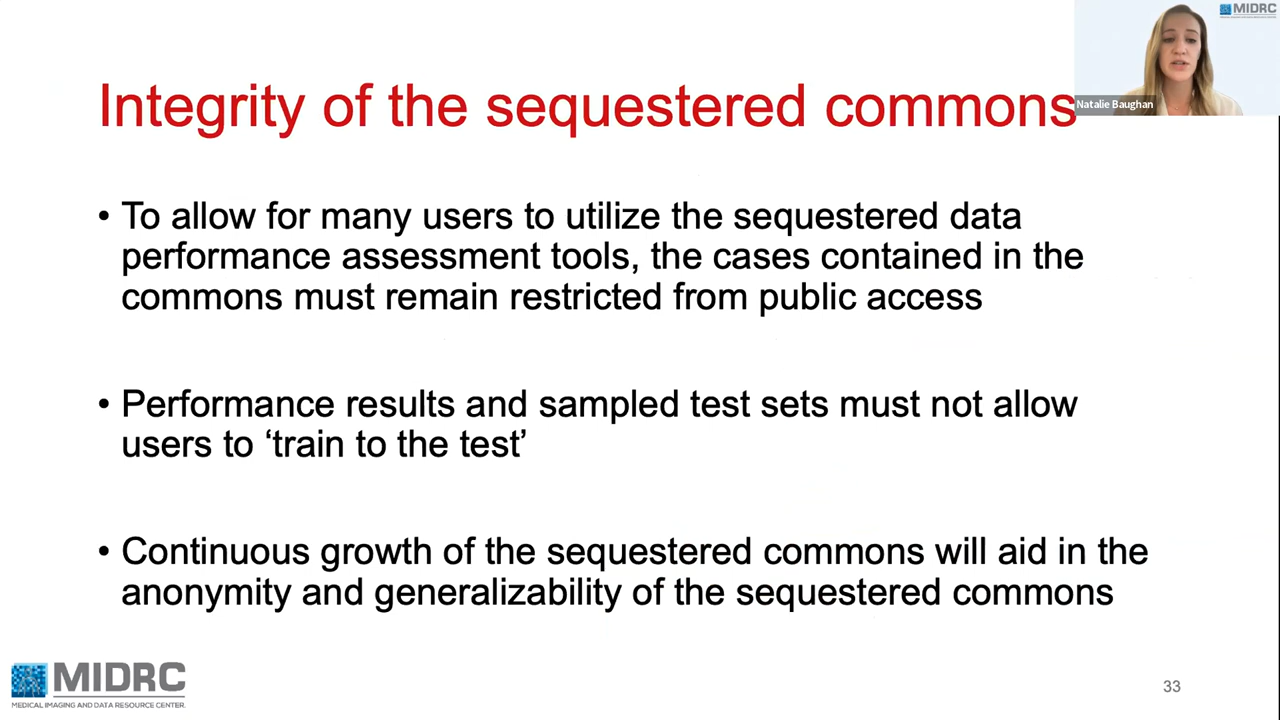 MIDRC
Natalie Baughan
Integrity of the sequestered commons
• To allow for many users to utilize the sequestered data
performance assessment tools, the cases contained in the
commons must remain restricted from public access
• Performance results and sampled test sets must not allow
users to ‘train to the test’
• Continuous growth of the sequestered commons will aid in the
anonymity and generalizability of the sequestered commons
MIDRC
MEDICAL IMAGING AND DATA RESOURCE CENTER.
33